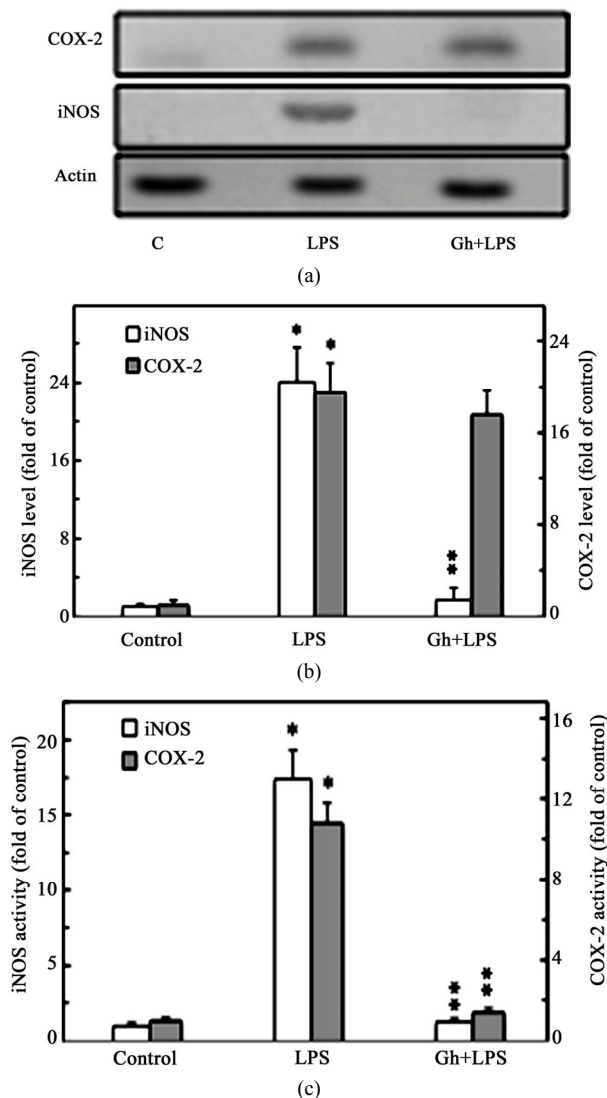 COX-2
iNOS
Actin
C LPS Gh+LPS
(a)
iNOS level (fold of control)
24
16
8
0
iNOS
COX-2
* *
**
COX-2 level (fold of control)
24
16
8
0
Control LPS Gh+LPS
(b)
iNOS activity (fold of control)
20
15
10
5
0
iNOS
COX-2
* *
** **
COX-2 activity (fold of control)
16
12
8
4
0
Control LPS Gh+LPS
(c)